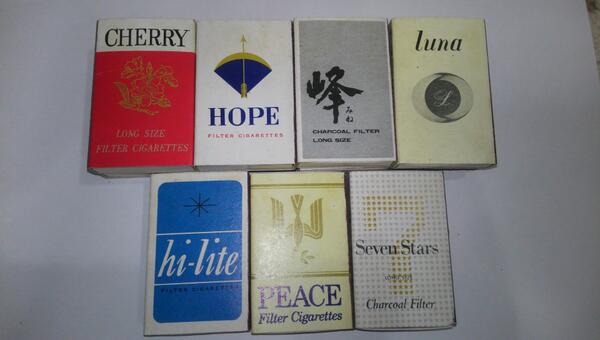 CHERRY
LONG SIZE
FILTER CIGARETTES
HOPE
FILTER CIGARETTES
峰
みね
CHARCOAL FILTER
LONG SIZE
luna
hi-lite
FILTER CIGARETTES
PEACE
Filter Cigarettes
7
Seven Stars
Charcoal Filter